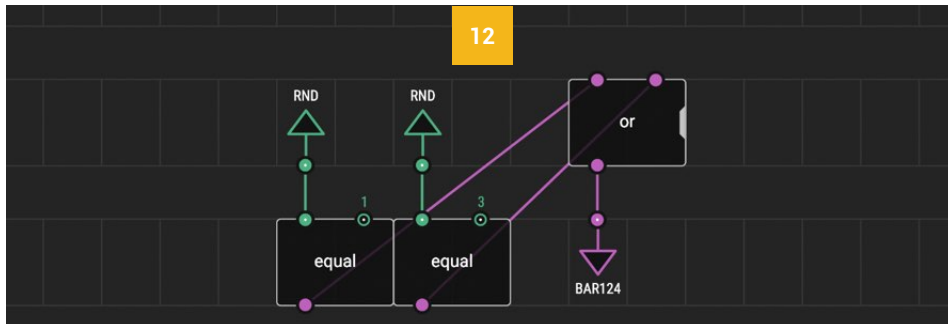 12
RND
RND
or
1
3
equal
equal
BAR124